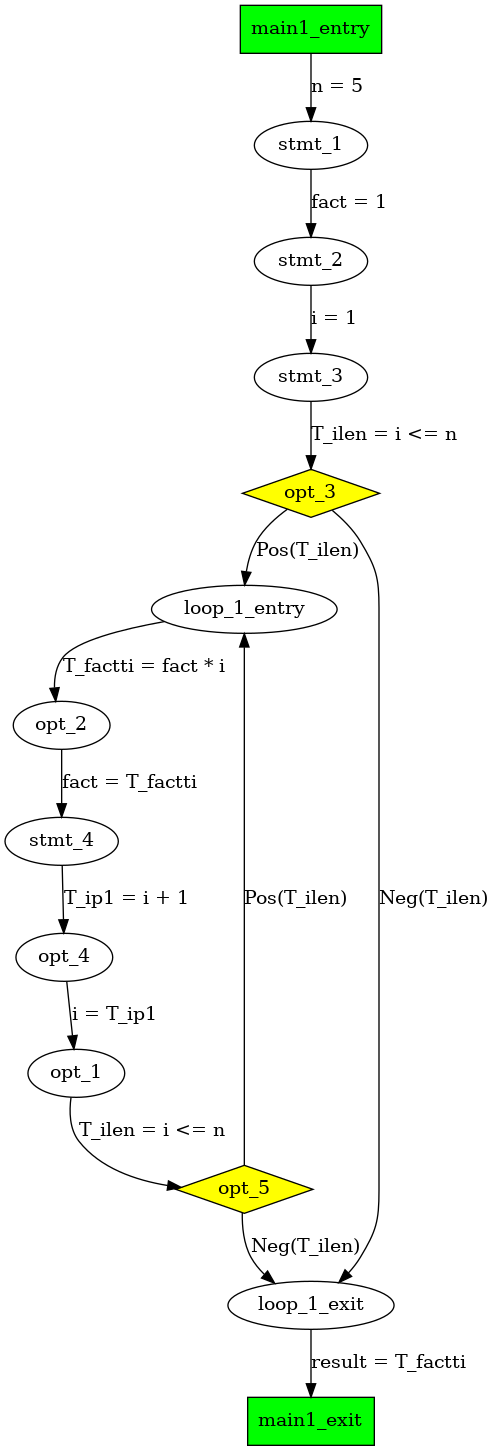 main1_entry
n = 5
stmt_1
fact = 1
stmt_2
i = 1
stmt_3
T_ilen = i <= n
opt_3
Pos(T_ilen)
loop_1_entry
T_factti = fact * i
opt_2
fact = T_factti
stmt_4
T_ip1 = i + 1
Pos(T_ilen)
Neg(T_ilen)
opt_4
i = T_ip1
opt_1
T_ilen = i <= n
opt_5
Neg(T_ilen)
loop_1_exit
result = T_factti
main1_exit